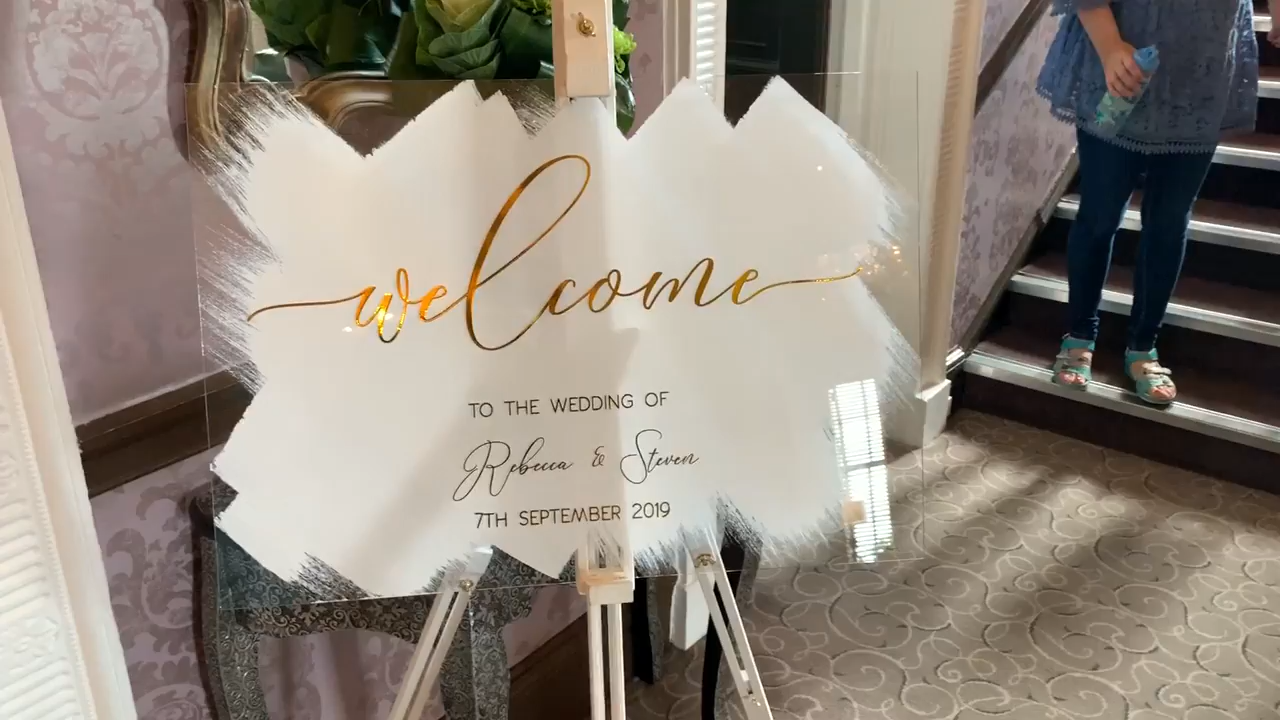 welcome
TO THE WEDDING OF
Rebecca & Steven
7TH SEPTEMBER 2019